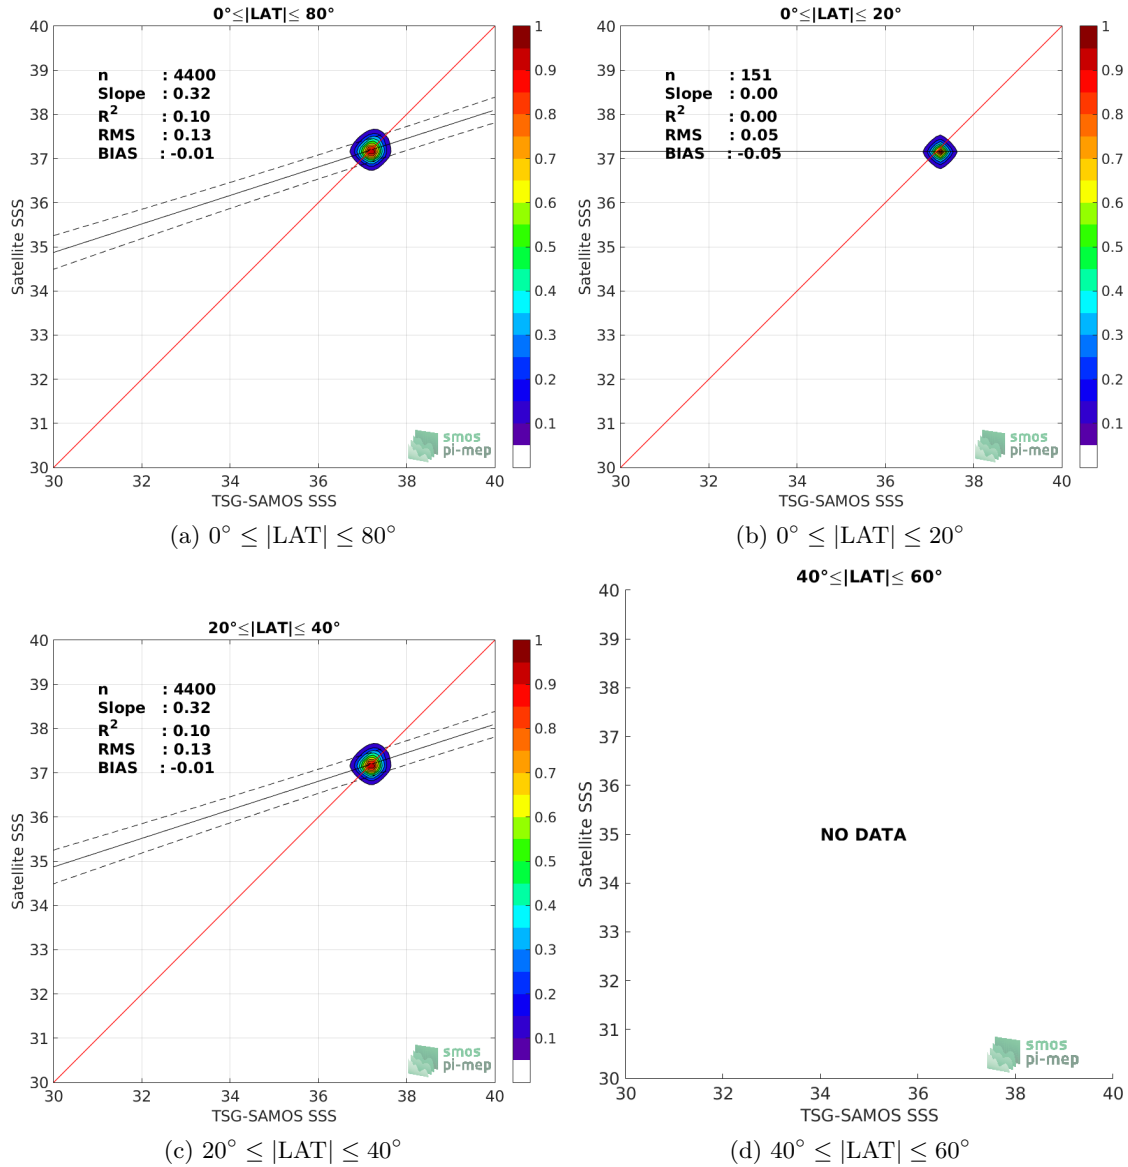 0°≤|LAT|≤ 80°
40
39
38
37
36
35
34
33
32
31
30
Satellite SSS
n : 4400
Slope : 0.32
R2 : 0.10
RMS : 0.13
BIAS : -0.01
smos
pi-mep
30 32 34 36 38 40
TSG-SAMOS SSS
1
0.9
0.8
0.7
0.6
0.5
0.4
0.3
0.2
0.1
(a) 0° ≤ |LAT| ≤ 80°
0°≤|LAT|≤ 20°
40
39
38
37
36
35
34
33
32
31
30
Satellite SSS
n : 151
Slope : 0.00
R2 : 0.00
RMS : 0.05
BIAS : -0.05
smos
pi-mep
30 32 34 36 38 40
TSG-SAMOS SSS
1
0.9
0.8
0.7
0.6
0.5
0.4
0.3
0.2
0.1
(b) 0° ≤ |LAT| ≤ 20°
20°≤|LAT|≤ 40°
40
39
38
37
36
35
34
33
32
31
30
Satellite SSS
n : 4400
Slope : 0.32
R2 : 0.10
RMS : 0.13
BIAS : -0.01
smos
pi-mep
30 32 34 36 38 40
TSG-SAMOS SSS
1
0.9
0.8
0.7
0.6
0.5
0.4
0.3
0.2
0.1
(c) 20° ≤ |LAT| ≤ 40°
40°≤|LAT|≤ 60°
40
39
38
37
36
35
34
33
32
31
30
Satellite SSS
NO DATA
smos
pi-mep
30 32 34 36 38 40
TSG-SAMOS SSS
(d) 40° ≤ |LAT| ≤ 60°